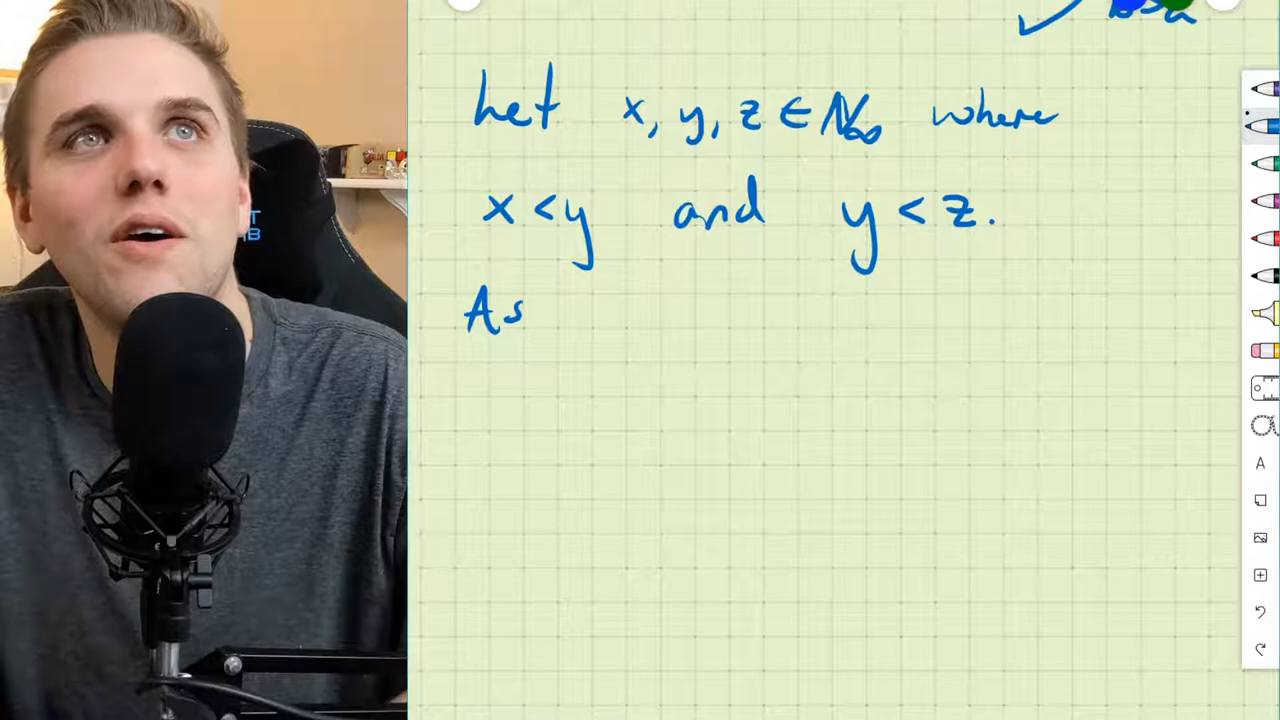 Let x, y, z ∈ ℕ∞ where
x < y and y < z.
As